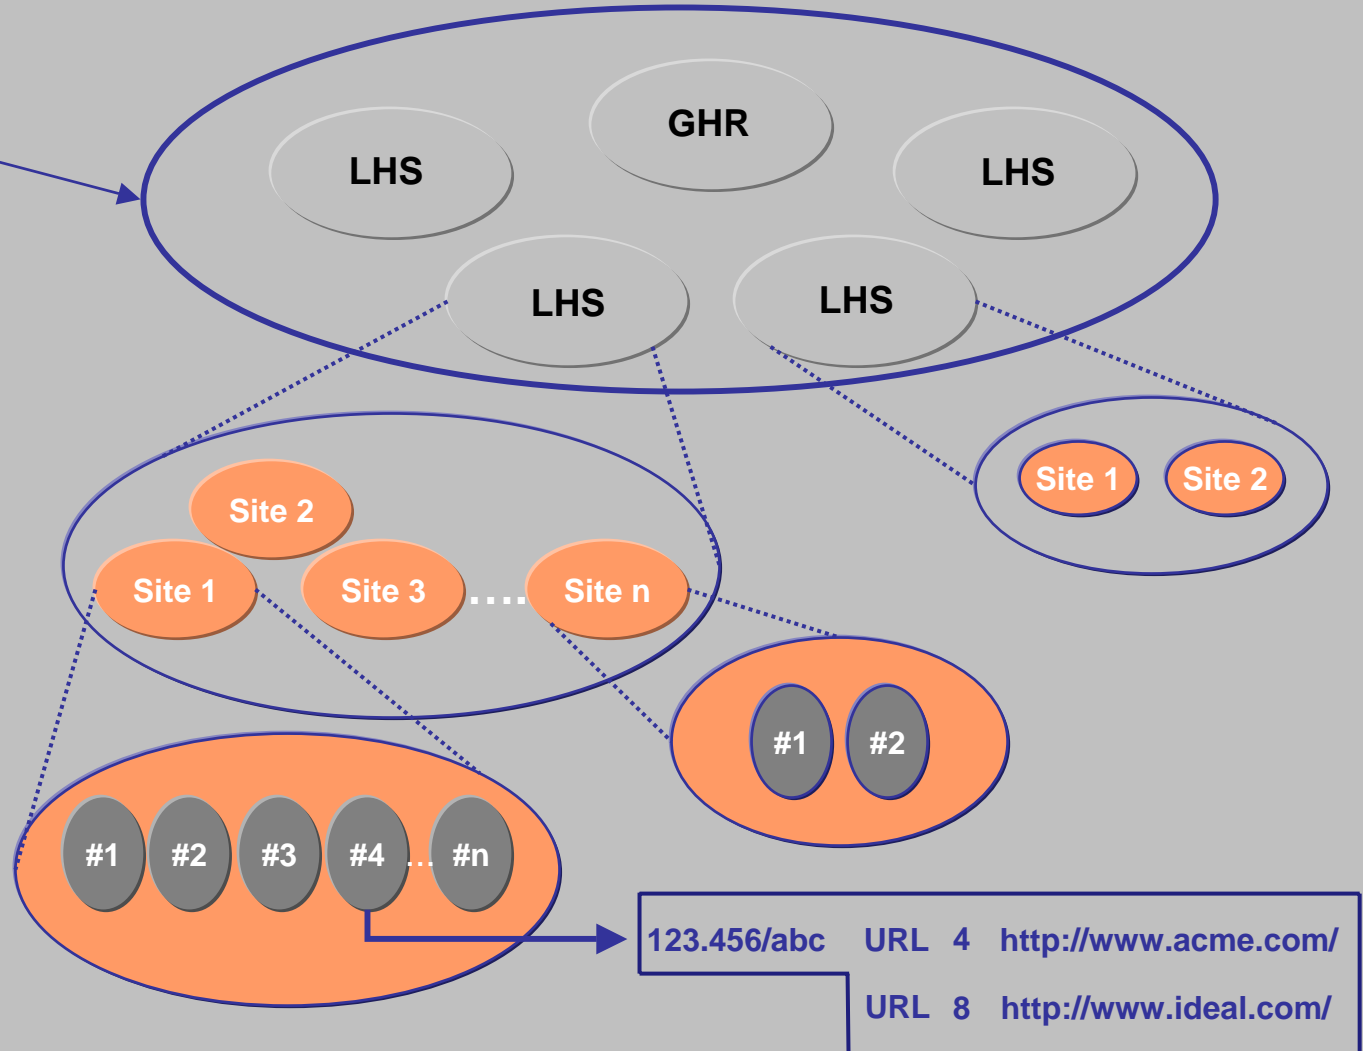 GHR
LHS
LHS
LHS
LHS
Site 1
Site 2
Site 2
Site 1
Site 3
....
Site n
#1
#2
#1
#2
#3
#4
...
#n
123.456/abc URL 4 http://www.acme.com/
URL 8 http://www.ideal.com/